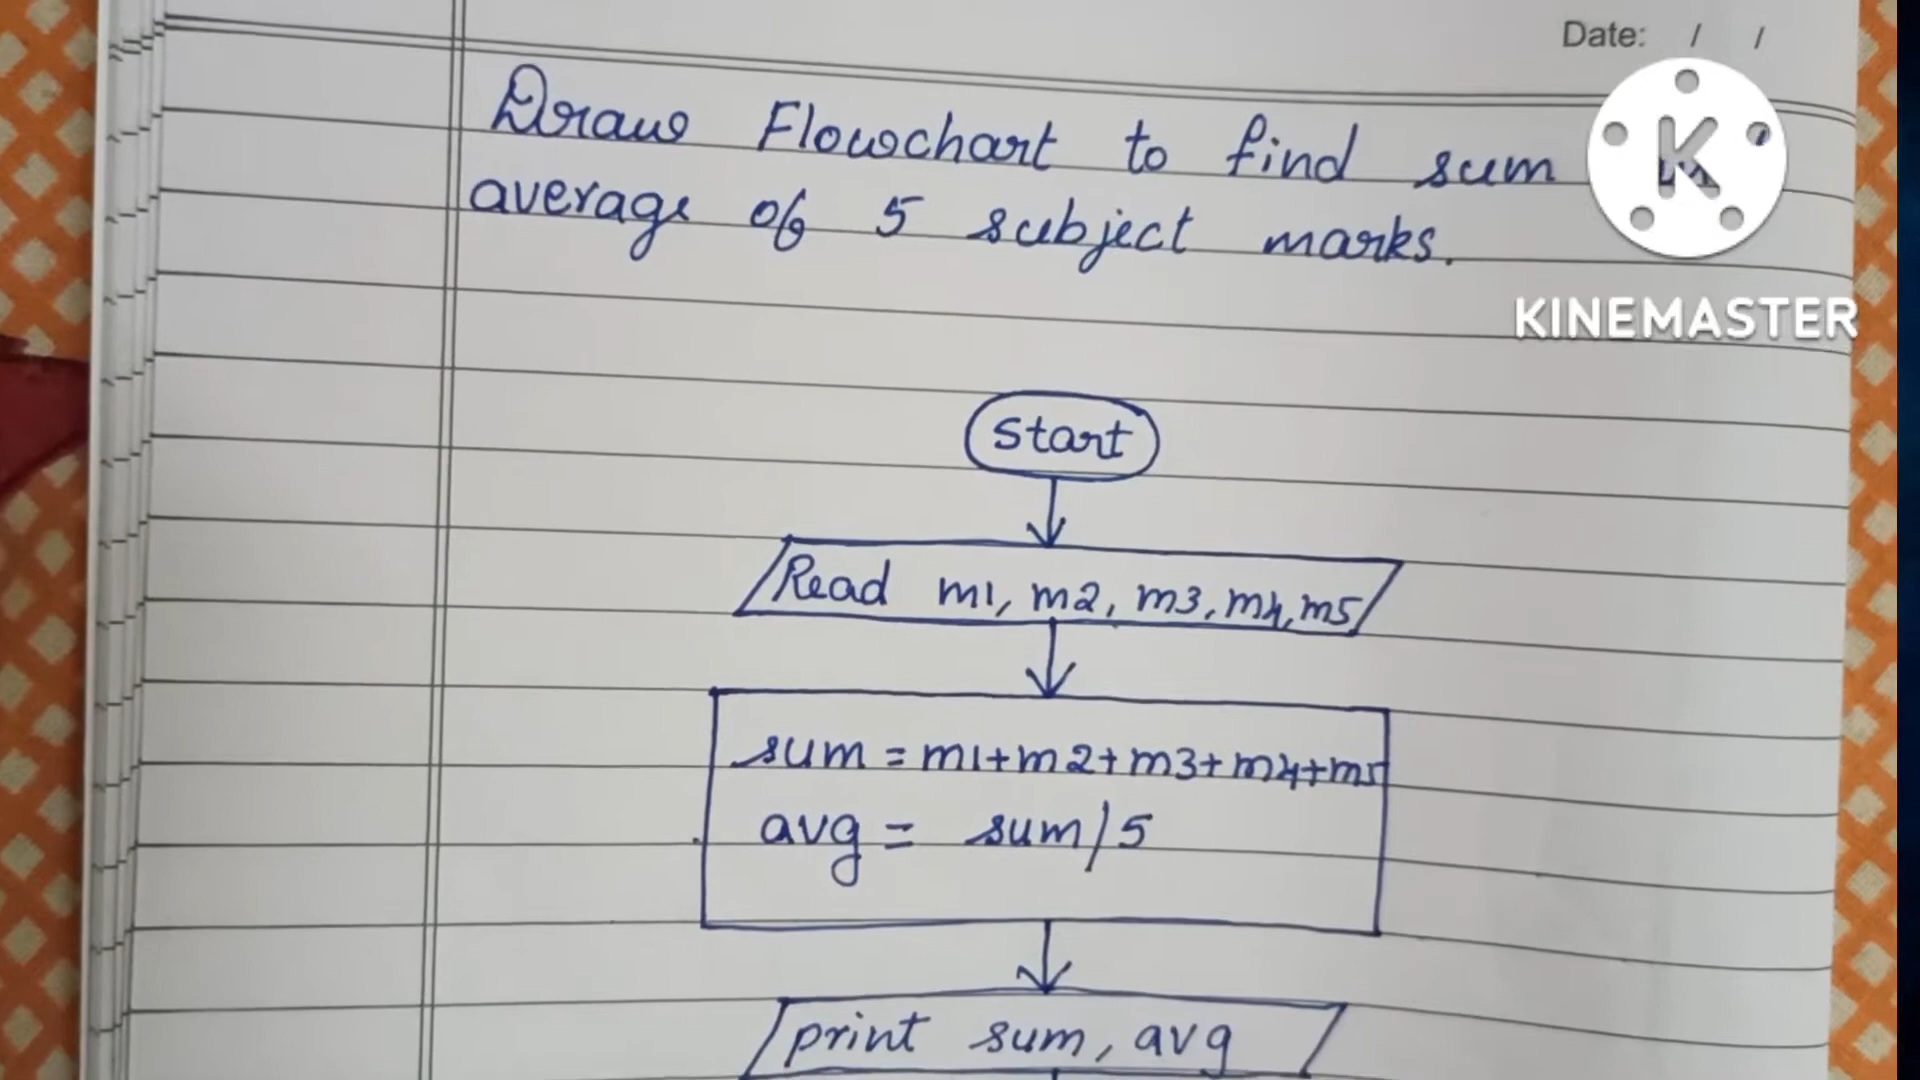 Date: / /
Draw Flowchart to find sum
average of 5 subject marks.
K
KINEMASTER
Start
Read m1, m2, m3, m4, m5
sum = m1+m2+m3+m4+m5
avg = sum/5
print sum, avg